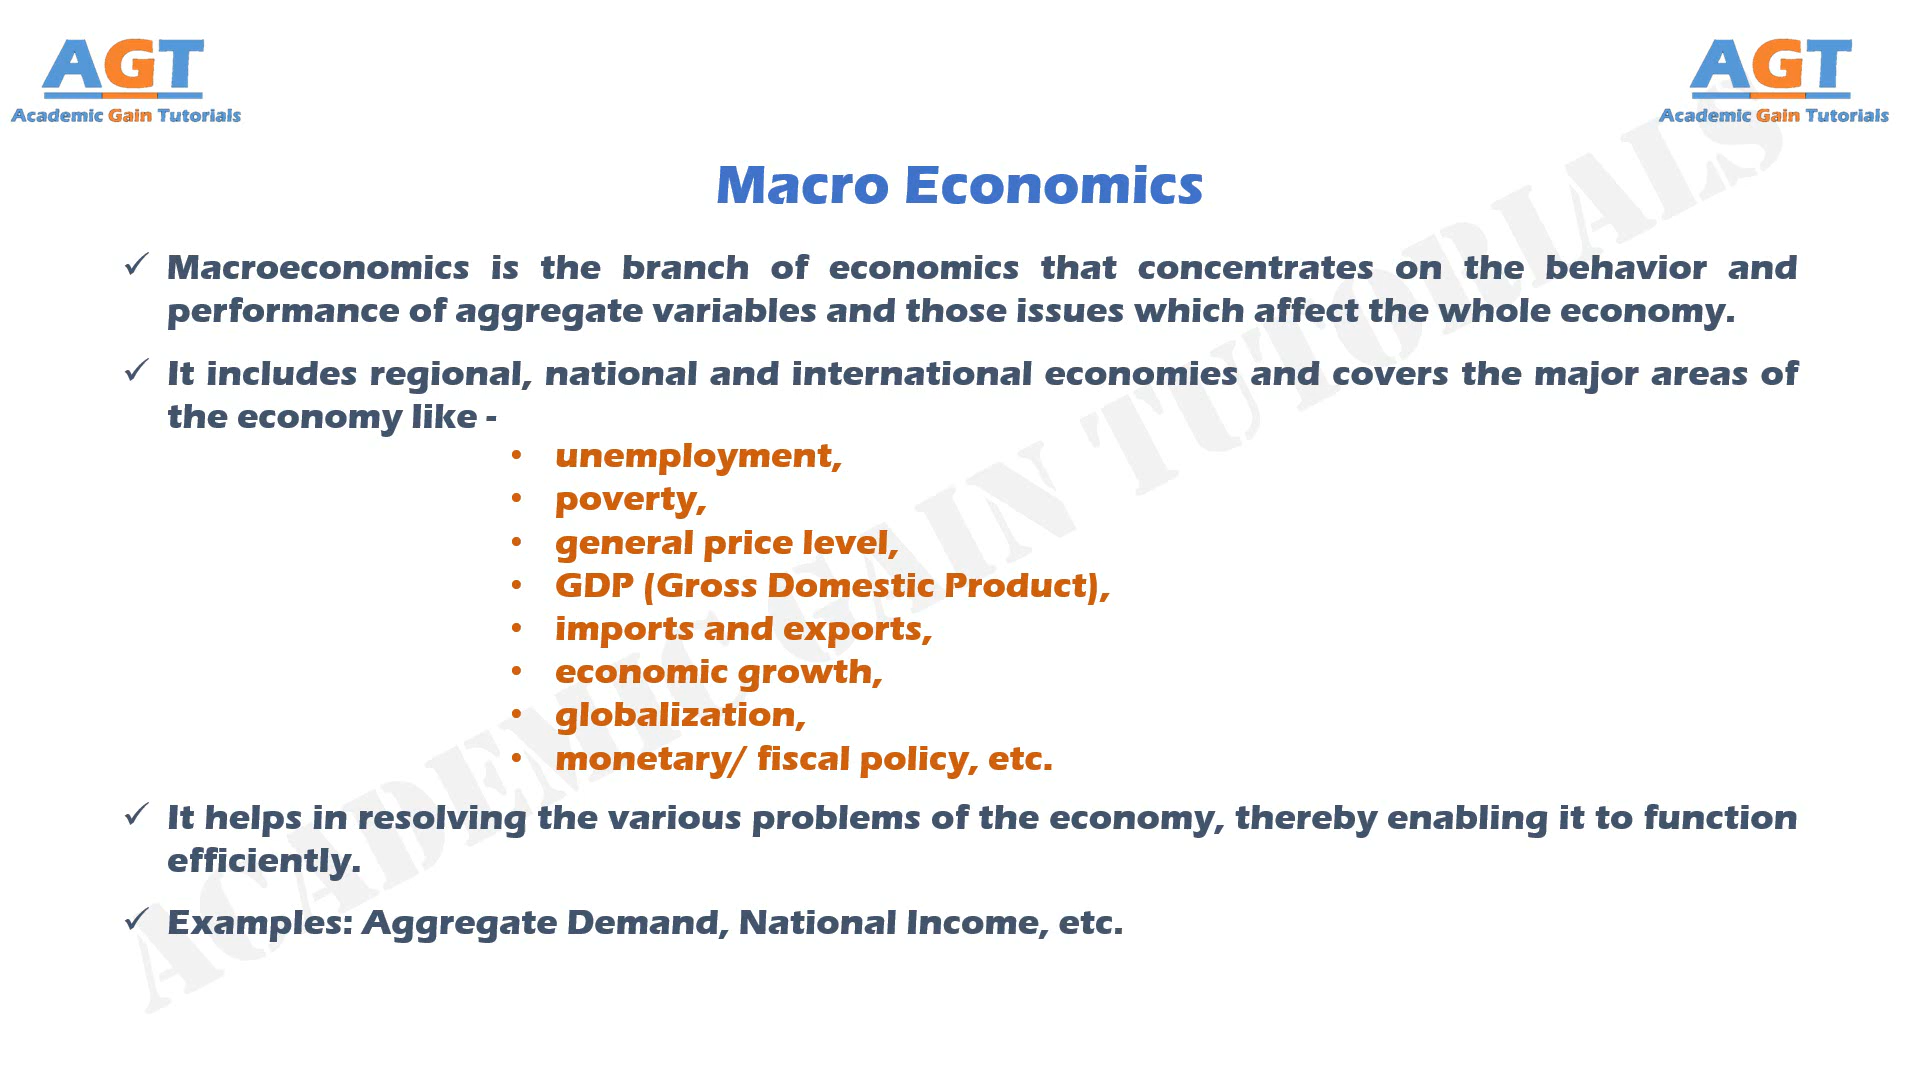 AGT
Academic Gain Tutorials
AGT
Academic Gain Tutorials
Macro Economics
✓ Macroeconomics is the branch of economics that concentrates on the behavior and
performance of aggregate variables and those issues which affect the whole economy.
✓ It includes regional, national and international economies and covers the major areas of
the economy like -
• unemployment,
• poverty,
• general price level,
• GDP (Gross Domestic Product),
• imports and exports,
• economic growth,
• globalization,
• monetary/ fiscal policy, etc.
✓ It helps in resolving the various problems of the economy, thereby enabling it to function
efficiently.
✓ Examples: Aggregate Demand, National Income, etc.
ACADEMIC GAIN TUTORIALS